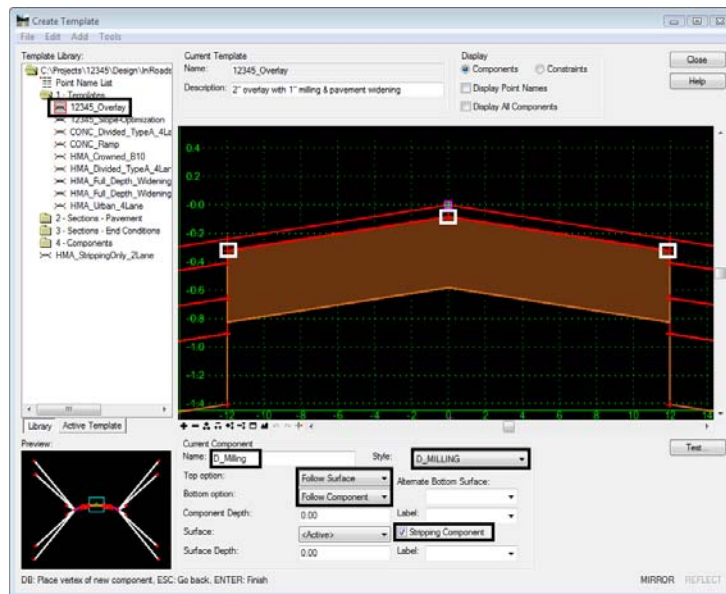 Create Template
File Edit Add Tools
Template Library:
C:\Projects\12345\Design\InRoads
Point Name List
1 - Templates
12345_Overlay
12345_Slope-Optimization
CONC_Divided_TypeA_4La
CONC_Ramp
HMA_Crowned_B10
HMA_Divided_TypeA_4Lar
HMA_Full_Depth_Widening
HMA_Full_Depth_Widening
HMA_Urban_4Lane
2 - Sections - Pavement
3 - Sections - End Conditions
4 - Components
HMA_StrippingOnly_2Lane
Library Active Template
Current Template
Name: 12345_Overlay
Description: 2" overlay with 1" milling & pavement widening
Display
Components Constraints
Display Point Names
Display All Components
Close
Help
0.4
0.2
-0.0
-0.2
-0.4
-0.6
-0.8
-1.0
-1.2
-1.4
-12 -10 -8 -6 -4 -2 0 2 4 6 8 10 12 14
Preview:
Current Component
Name: D_Milling Style: D_MILLING
Top option: Follow Surface Alternate Bottom Surface:
Bottom option: Follow Component
Component Depth: 0.00 Label:
Surface: <Active> Stripping Component
Surface Depth: 0.00 Label:
Test...
DB: Place vertex of new component, ESC: Go back, ENTER: Finish
MIRROR REFLECT